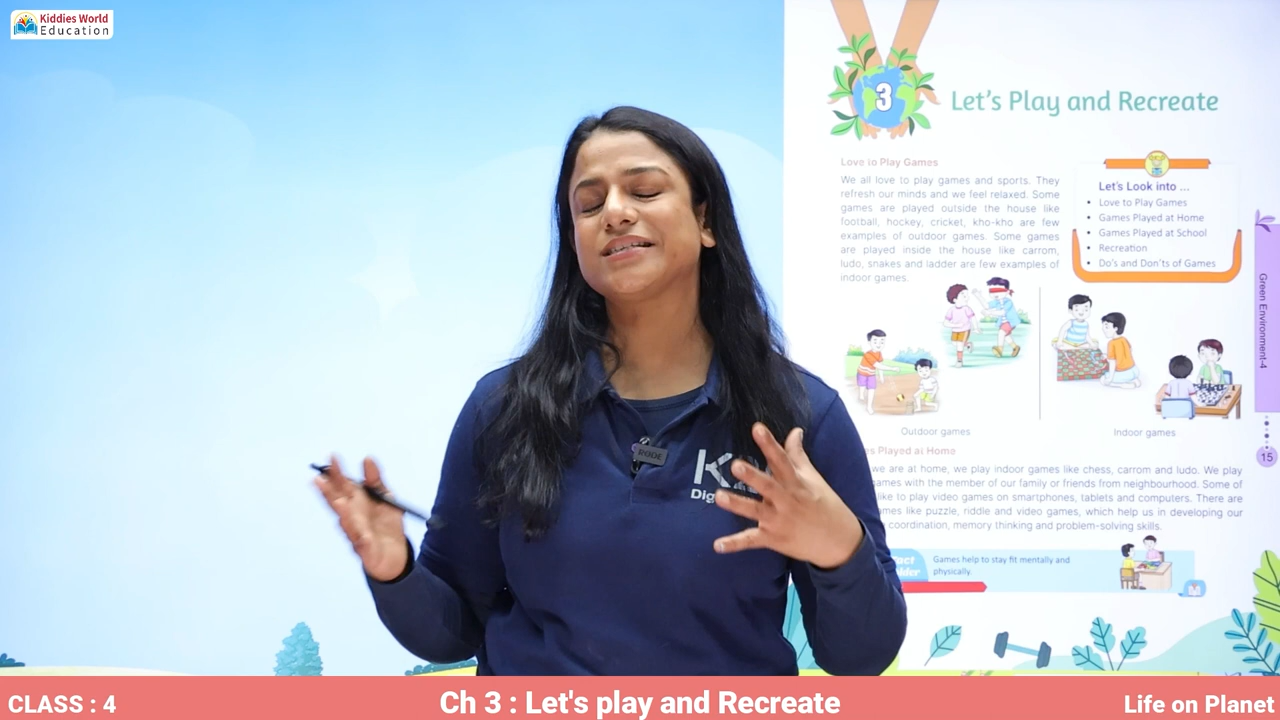 Kiddies World
Education
3
Let's Play and Recreate
Love to Play Games
We all love to play games and sports. They
refresh our minds and we feel relaxed. Some
games are played outside the house like
football, hockey, cricket, kho-kho are few
examples of outdoor games. Some games
are played inside the house like carrom,
ludo, snakes and ladder are few examples of
indoor games.
Let's Look into ...
• Love to Play Games
• Games Played at Home
• Games Played at School
• Recreation
• Do's and Don'ts of Games
Green Environment-4
15
Outdoor games
Indoor games
Played at Home
we are at home, we play indoor games like chess, carrom and ludo. We play
with the member of our family or friends from neighbourhood. Some of
like to play video games on smartphones, tablets and computers. There are
like puzzle, riddle and video games, which help us in developing our
coordination, memory thinking and problem-solving skills.
Games help to stay fit mentally and
physically.
RODE
K
CLASS : 4
Ch 3 : Let's play and Recreate
Life on Planet